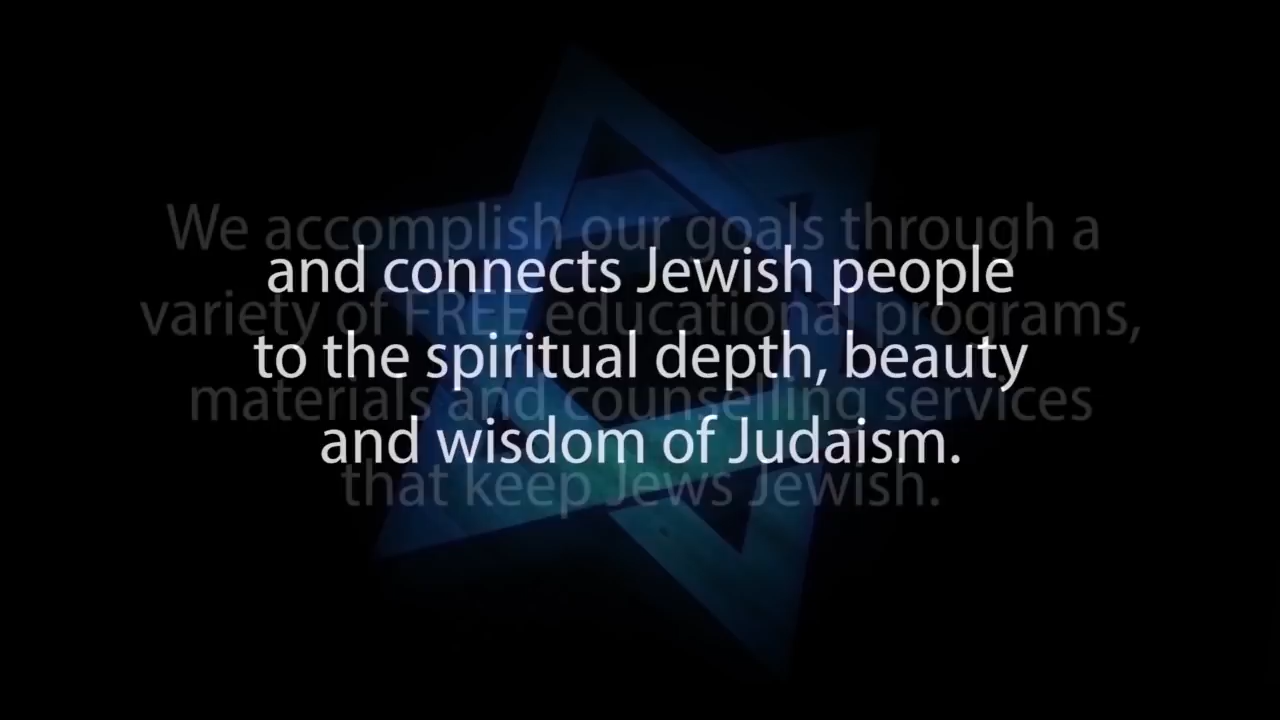 We accomplish our goals through a
and connects Jewish people
variety of FREE educational programs,
to the spiritual depth, beauty
materials and counselling services
and wisdom of Judaism.
that keep Jews Jewish.